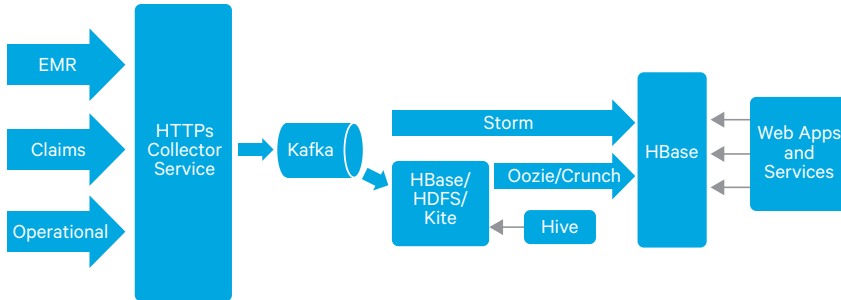 EMR
Claims
Operational
HTTPs
Collector
Service
Kafka
Storm
HBase/
HDFS/
Kite
Oozie/Crunch
Hive
HBase
Web Apps
and
Services